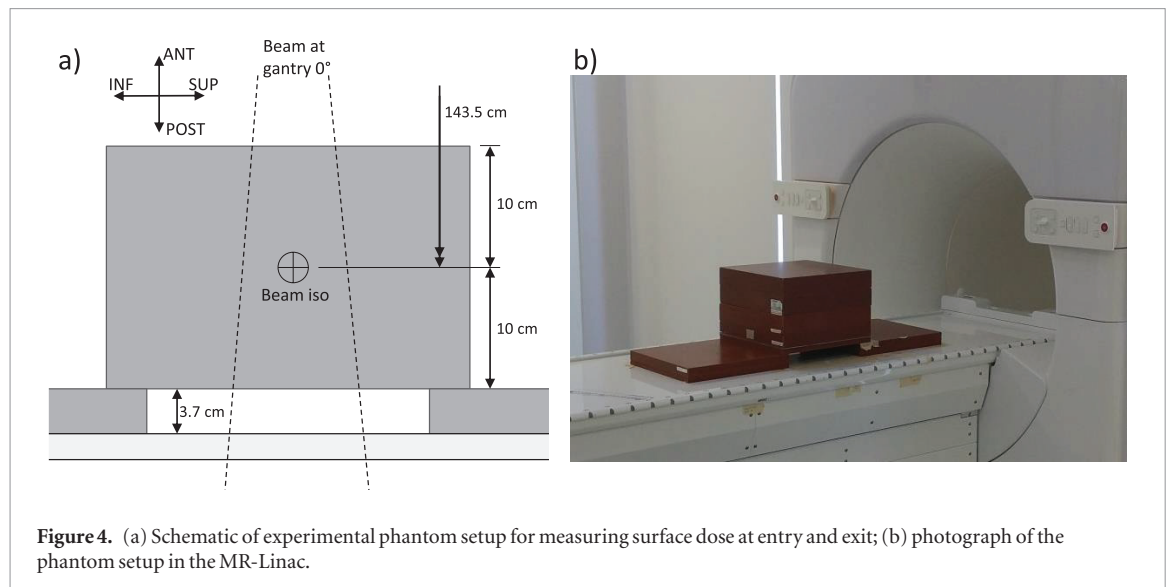 a)
ANT
INF
SUP
POST
Beam at
gantry 0°
143.5 cm
10 cm
Beam iso
10 cm
3.7 cm
b)
Figure 4. (a) Schematic of experimental phantom setup for measuring surface dose at entry and exit; (b) photograph of the
phantom setup in the MR-Linac.